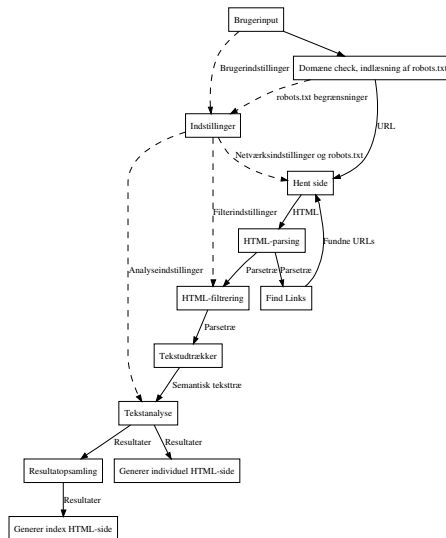 Brugerinput
Brugerindstillinger
Domæne check, indlæsning af robots.txt
robots.txt begrænsninger
Indstillinger
URL
Netværksindstillinger og robots.txt
Hent side
Filterindstillinger
HTML
HTML-parsing
Fundne URLs
Analyseindstillinger
Parsetræ
Parsetræ
HTML-filtrering
Find Links
Parsetræ
Tekstudtrækker
Semantisk teksttræ
Tekstanalyse
Resultater
Resultater
Resultatopsamling
Generer individuel HTML-side
Resultater
Generer index HTML-side